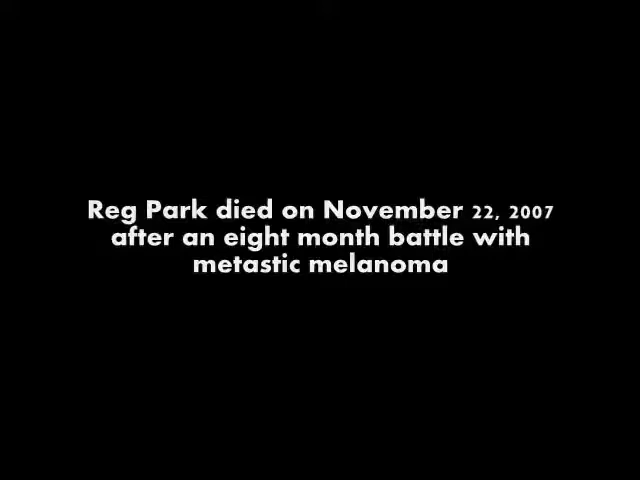 Reg Park died on November 22, 2007
after an eight month battle with
metastic melanoma